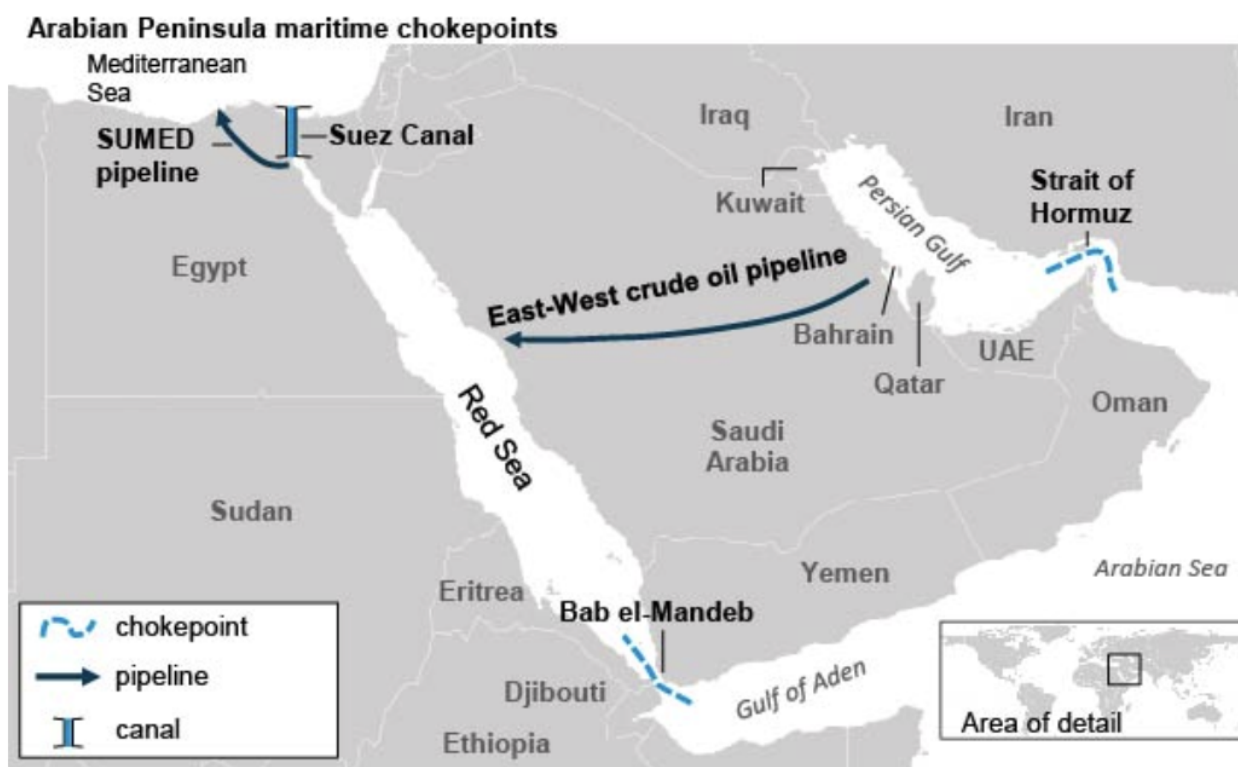 Arabian Peninsula maritime chokepoints
Mediterranean
Sea
SUMED
pipeline
Suez Canal
Iraq
Iran
Kuwait
Persian Gulf
Strait of
Hormuz
Egypt
East-West crude oil pipeline
Bahrain
Qatar
UAE
Oman
Red Sea
Saudi
Arabia
Sudan
Eritrea
Yemen
Arabian Sea
Bab el-Mandeb
Djibouti
Gulf of Aden
Ethiopia
chokepoint
pipeline
canal
Area of detail